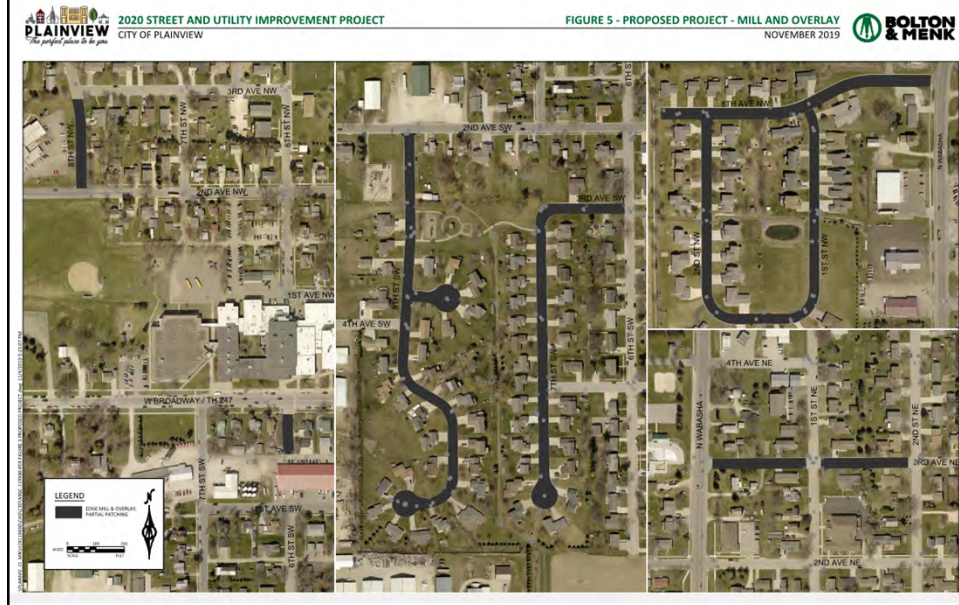 PLAINVIEW
The perfect place to be you
2020 STREET AND UTILITY IMPROVEMENT PROJECT
CITY OF PLAINVIEW
FIGURE 5 - PROPOSED PROJECT - MILL AND OVERLAY
NOVEMBER 2019
BOLTON
& MENK
3RD AVE NW
8TH ST NW
7TH ST NW
6TH ST NW
2ND AVE NW
1ST AVE NW
W BROADWAY / TH 247
7TH ST SW
1ST AVE SW
6TH ST SW
LEGEND
EDGE MILL & OVERLAY,
PARTIAL PATCHING
SCALE
FEET
6TH ST
2ND AVE SW
3RD AVE SW
4TH AVE SW
7TH ST SW
6TH ST SW
5TH AVE NW
N WABASHA
2ND ST NW
1ST ST NW
4TH AVE NE
N WABASHA
1ST ST NE
2ND ST NE
3RD AVE NE
2ND AVE NE